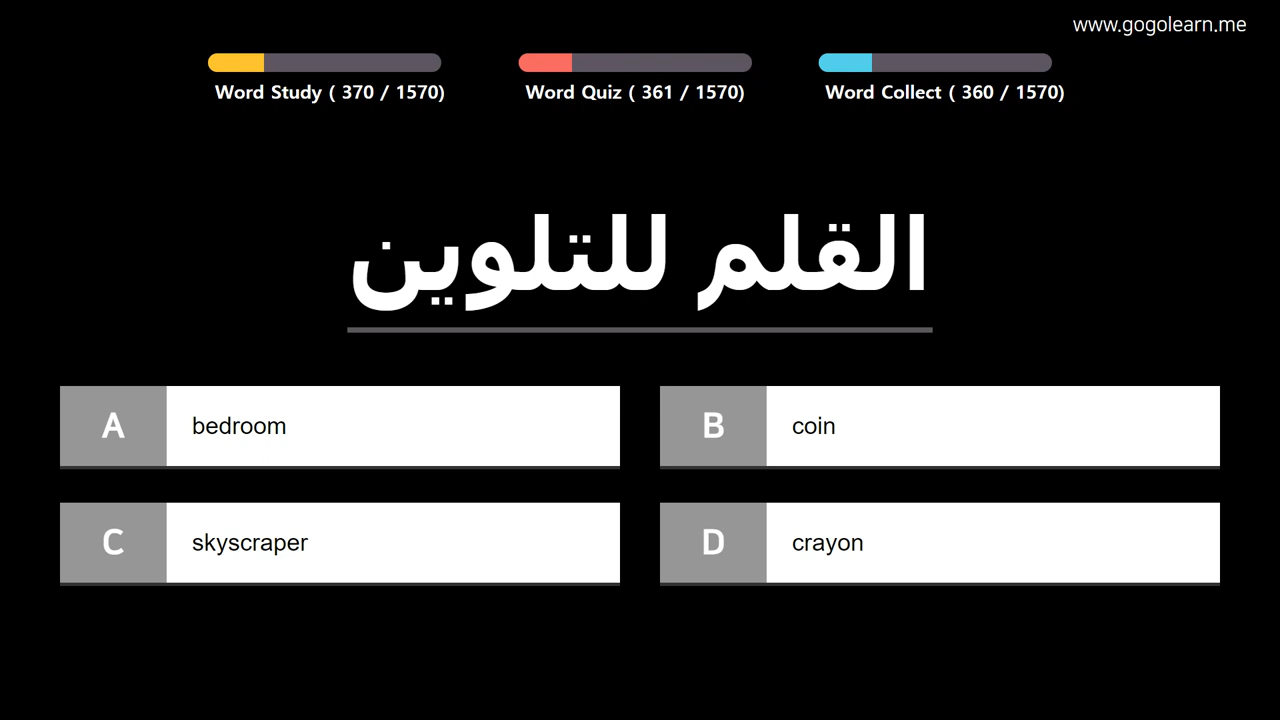 www.gogolearn.me
Word Study ( 370 / 1570)
Word Quiz ( 361 / 1570)
Word Collect ( 360 / 1570)
القلم للتلوين
A bedroom
B coin
C skyscraper
D crayon